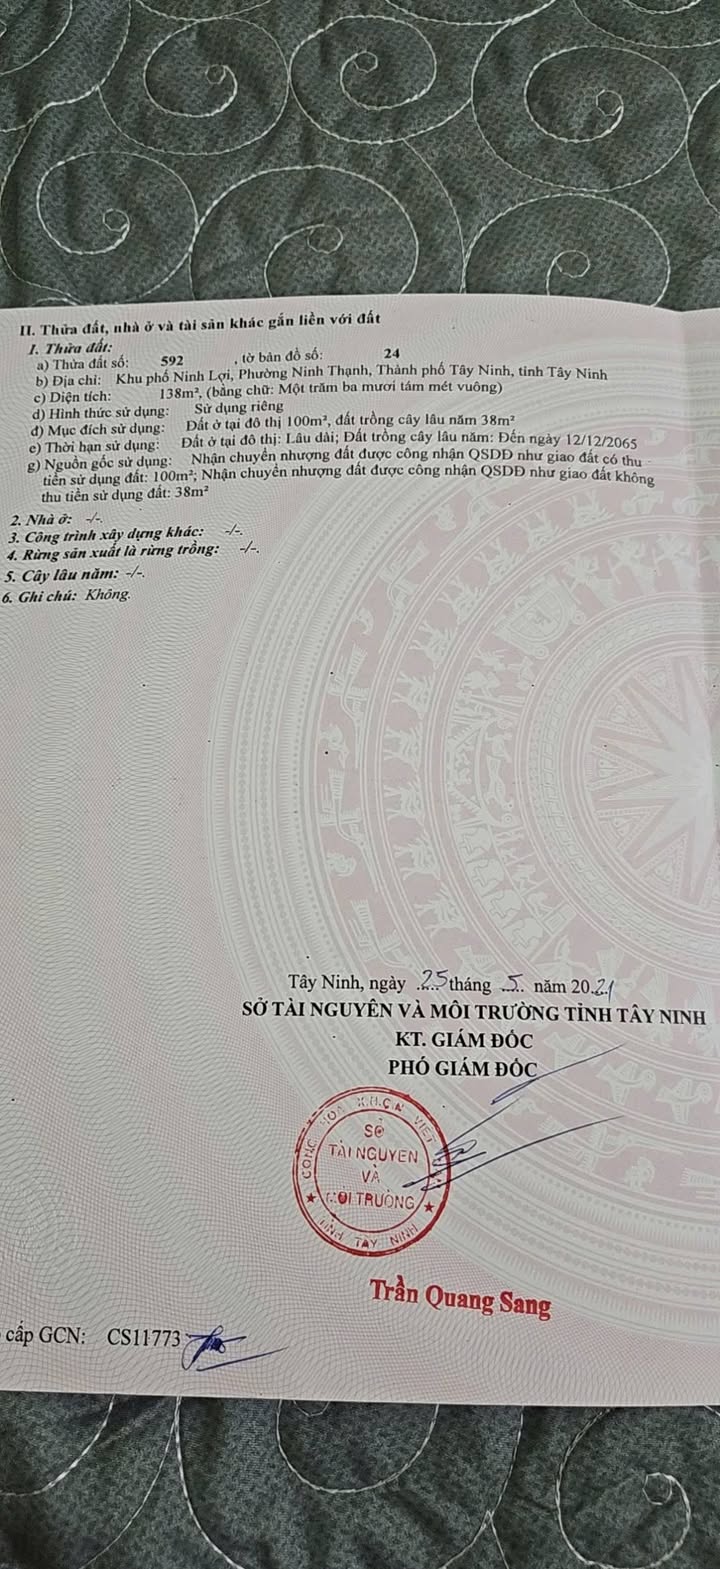 II. Thửa đất, nhà ở và tài sản khác gắn liền với đất
1. Thửa đất:
a) Thửa đất số: 592 , tờ bản đồ số: 24
b) Địa chỉ: Khu phố Ninh Lợi, Phường Ninh Thạnh, Thành phố Tây Ninh, tỉnh Tây Ninh
c) Diện tích: 138m², (bằng chữ: Một trăm ba mươi tám mét vuông)
d) Hình thức sử dụng: Sử dụng riêng
đ) Mục đích sử dụng: Đất ở tại đô thị 100m², đất trồng cây lâu năm 38m²
e) Thời hạn sử dụng: Đất ở tại đô thị: Lâu dài; Đất trồng cây lâu năm: Đến ngày 12/12/2065
g) Nguồn gốc sử dụng: Nhận chuyển nhượng đất được công nhận QSDĐ như giao đất có thu
tiền sử dụng đất: 100m²; Nhận chuyển nhượng đất được công nhận QSDĐ như giao đất không
thu tiền sử dụng đất: 38m²
2. Nhà ở: -/-.
3. Công trình xây dựng khác: -/-.
4. Rừng sản xuất là rừng trồng: -/-.
5. Cây lâu năm: -/-.
6. Ghi chú: Không.
Tây Ninh, ngày 25 tháng 5 năm 2021
SỞ TÀI NGUYÊN VÀ MÔI TRƯỜNG TỈNH TÂY NINH
KT. GIÁM ĐỐC
PHÓ GIÁM ĐỐC
CỘNG HÒA X.H.C.N VIỆT
SỞ
TÀI NGUYÊN
VÀ
MÔI TRƯỜNG
TỈNH TÂY NINH
Trần Quang Sang
cấp GCN: CS11773